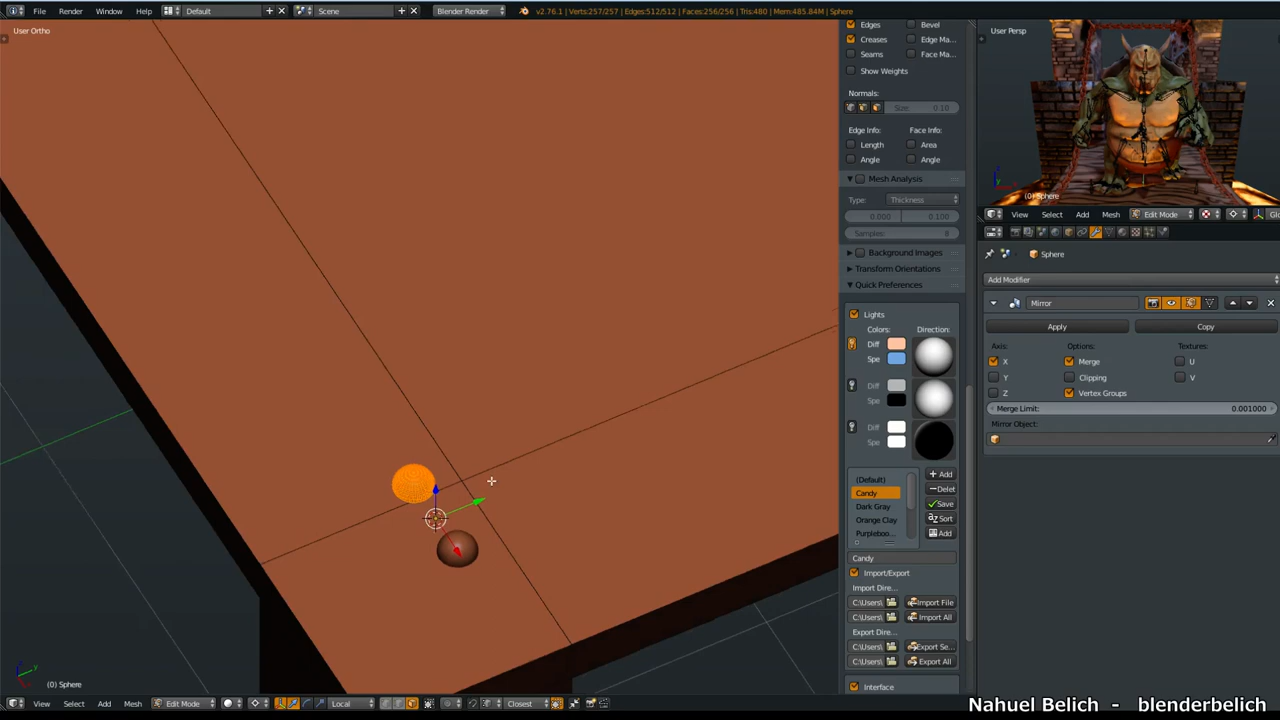 File Render Window Help Default Scene Blender Render v2.76.1 | Verts:257/257 | Edges:512/512 | Faces:256/256 | Tris:480 | Mem:485.84M | Sphere
User Ortho
Edges Bevel
Creases Edge Ma...
Seams Face Ma...
Show Weights
Normals:
Size: 0.10
Edge Info: Face Info:
Length Area
Angle Angle
Mesh Analysis
Type: Thickness
0.000 0.100
Samples: 8
Background Images
Transform Orientations
Quick Preferences
Lights
Colors: Direction:
Diff
Spe
Diff
Spe
Diff
Spe
(Default)
Candy
Dark Gray
Orange Clay
Purpleboo...
Add
Delet
Save
Sort
Add
Candy
Import/Export
Import Dire...
C:\Users\ Import File
C:\Users\ Import All
Export Dire...
C:\Users\ Export Se...
C:\Users\ Export All
Interface
User Persp
(0) Sphere
View Select Add Mesh Edit Mode Glo
Sphere
Add Modifier
Mirror
Apply Copy
Axis: Options: Textures:
X Merge U
Y Clipping V
Z Vertex Groups
Merge Limit: 0.001000
Mirror Object:
(0) Sphere
View Select Add Mesh Edit Mode Local Closest
Nahuel Belich - blenderbelich